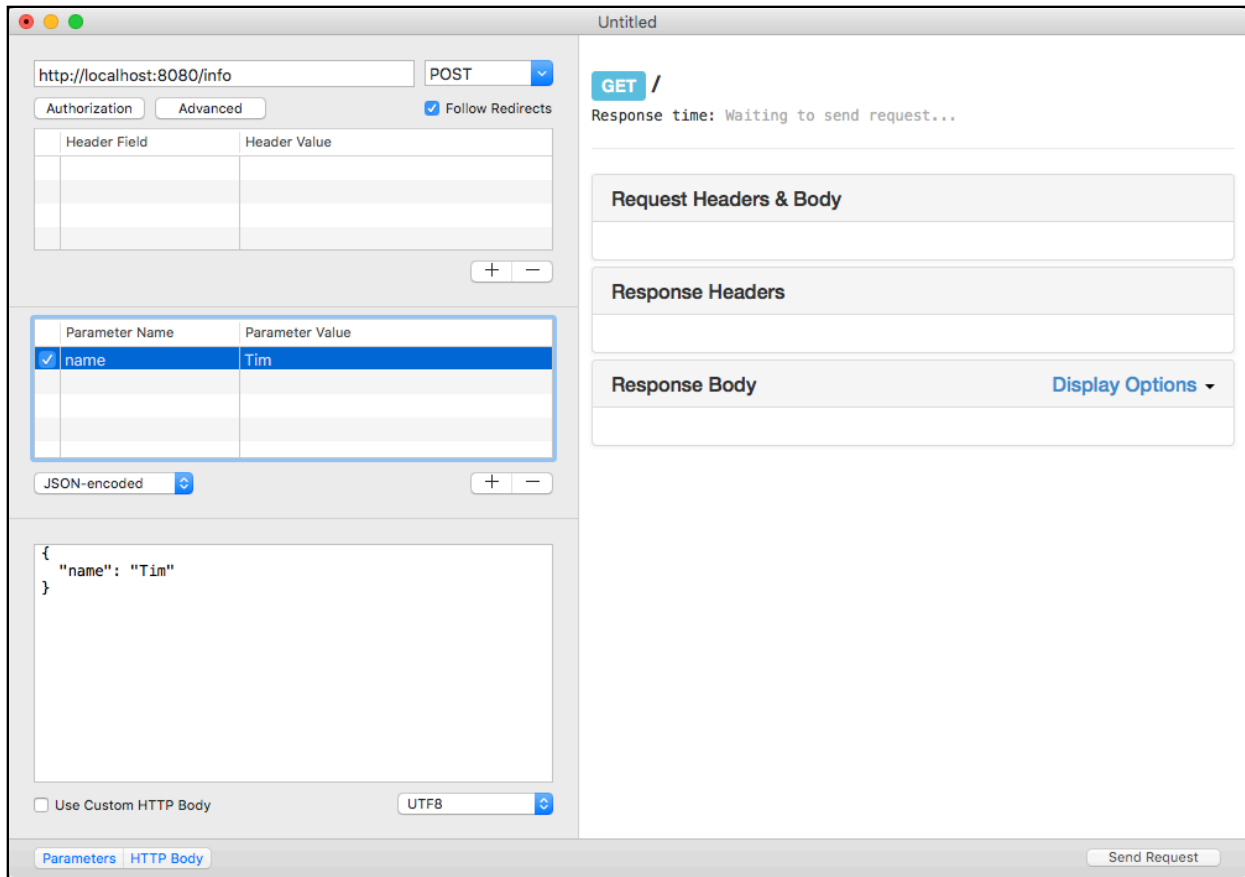 Untitled
http://localhost:8080/info POST
Authorization Advanced Follow Redirects
Header Field Header Value
+ −
Parameter Name Parameter Value
name Tim
JSON-encoded + −
{
"name": "Tim"
}
Use Custom HTTP Body UTF8
Parameters HTTP Body
GET /
Response time: Waiting to send request...
Request Headers & Body
Response Headers
Response Body Display Options
Send Request